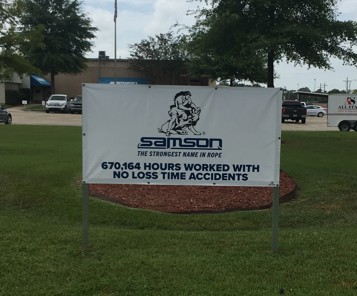 SAMSON
THE STRONGEST NAME IN ROPE
670,164 HOURS WORKED WITH
NO LOSS TIME ACCIDENTS